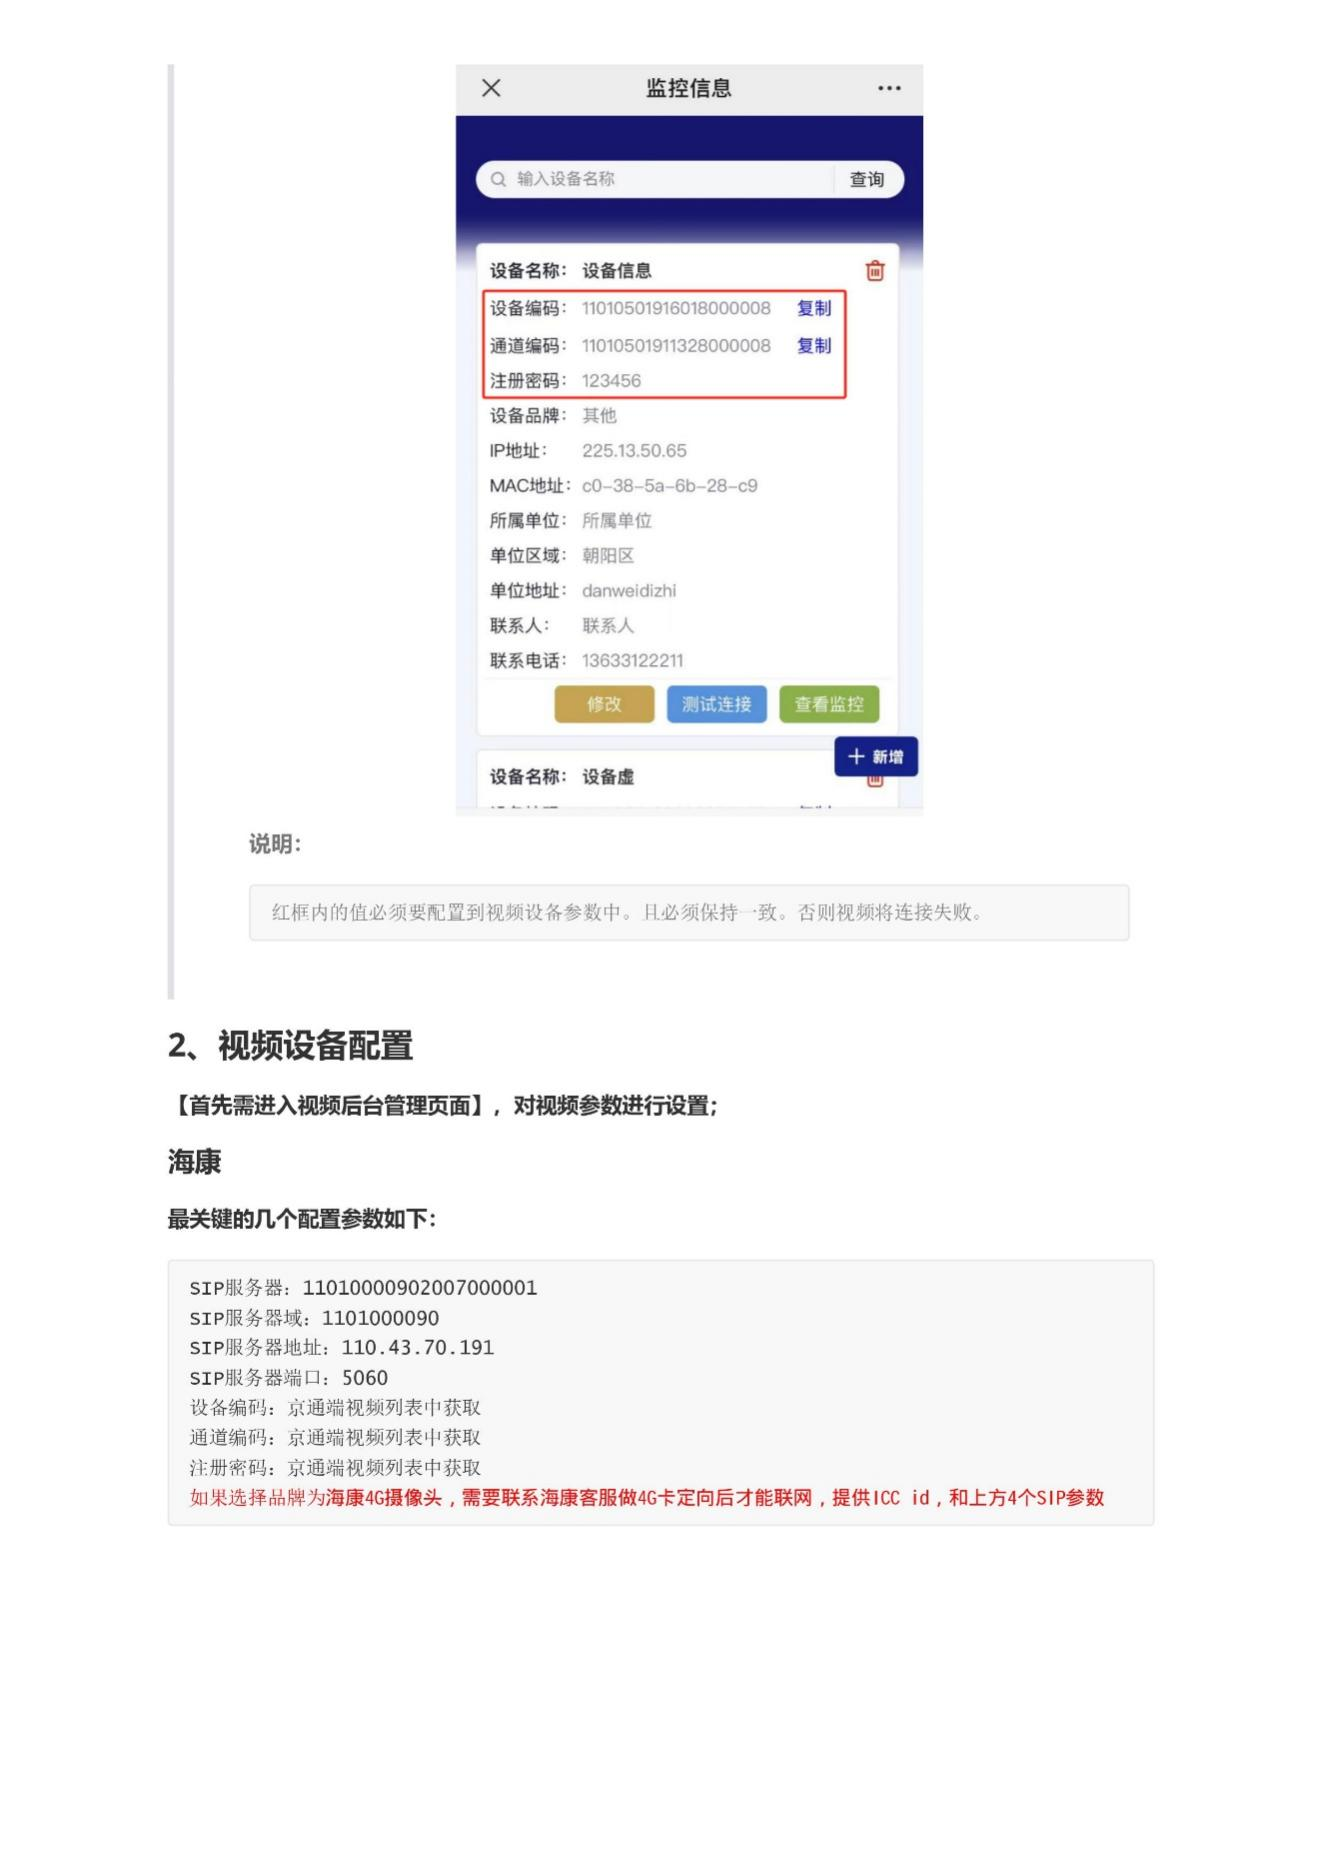 监控信息
输入设备名称 查询
设备名称： 设备信息
设备编码： 11010501916018000008 复制
通道编码： 11010501911328000008 复制
注册密码： 123456
设备品牌： 其他
IP地址： 225.13.50.65
MAC地址： c0-38-5a-6b-28-c9
所属单位： 所属单位
单位区域： 朝阳区
单位地址： danweidizhi
联系人： 联系人
联系电话： 13633122211
修改 测试连接 查看监控
新增
设备名称： 设备虚
说明：
红框内的值必须要配置到视频设备参数中。且必须保持一致。否则视频将连接失败。
2、视频设备配置
【首先需进入视频后台管理页面】，对视频参数进行设置；
海康
最关键的几个配置参数如下：
SIP服务器：11010000902007000001
SIP服务器域：1101000090
SIP服务器地址：110.43.70.191
SIP服务器端口：5060
设备编码：京通端视频列表中获取
通道编码：京通端视频列表中获取
注册密码：京通端视频列表中获取
如果选择品牌为海康4G摄像头，需要联系海康客服做4G卡定向后才能联网，提供ICC id，和上方4个SIP参数